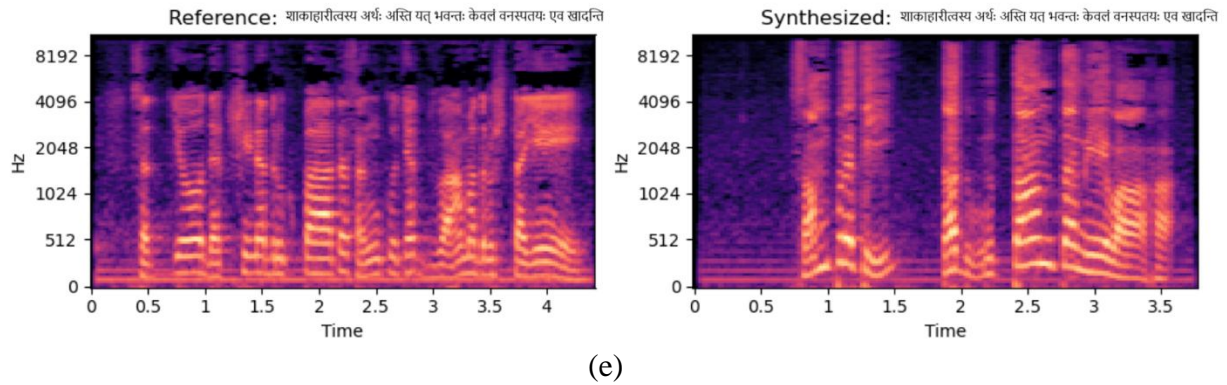 Reference: शाकाहारीत्वस्य अर्थः अस्ति यत् भवन्तः केवलं वनस्पतयः एव खादन्ति
Synthesized: शाकाहारीत्वस्य अर्थः अस्ति यत् भवन्तः केवलं वनस्पतयः एव खादन्ति
8192
4096
2048
1024
512
0
Hz
0 0.5 1 1.5 2 2.5 3 3.5 4
Time
8192
4096
2048
1024
512
0
Hz
0 0.5 1 1.5 2 2.5 3 3.5
Time
(e)